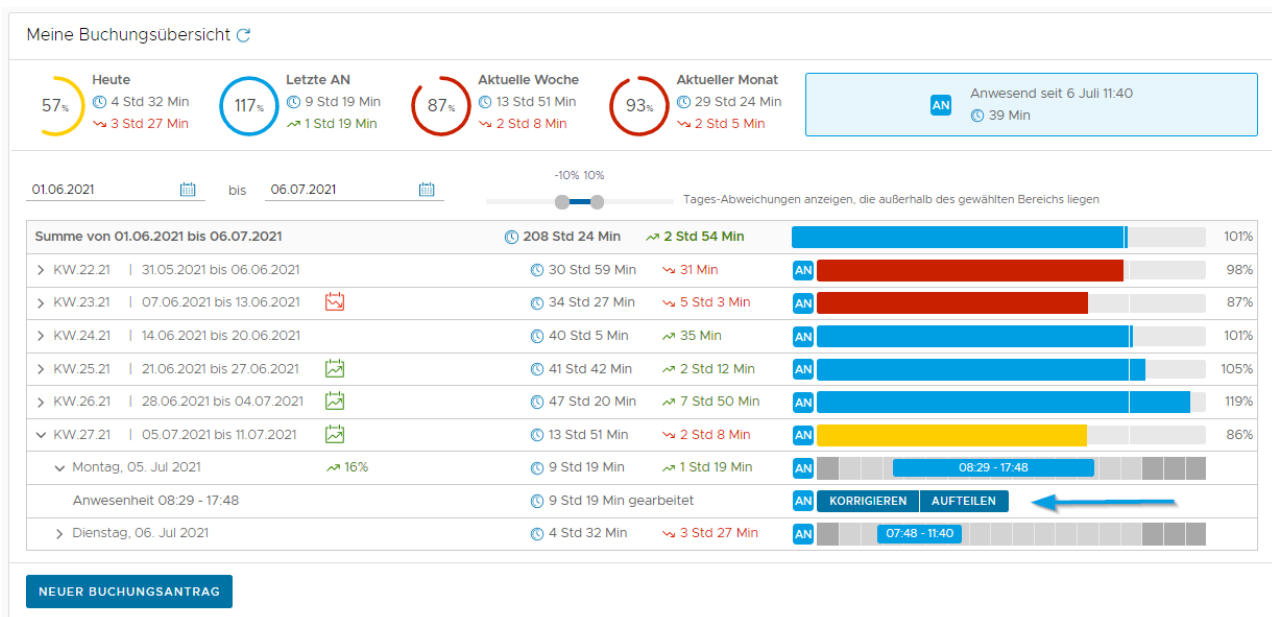 Meine Buchungsübersicht
Heute
57%
4 Std 32 Min
3 Std 27 Min
Letzte AN
117%
9 Std 19 Min
1 Std 19 Min
Aktuelle Woche
87%
13 Std 51 Min
2 Std 8 Min
Aktueller Monat
93%
29 Std 24 Min
2 Std 5 Min
AN
Anwesend seit 6 Juli 11:40
39 Min
01.06.2021 bis 06.07.2021
-10% 10%
Tages-Abweichungen anzeigen, die außerhalb des gewählten Bereichs liegen
Summe von 01.06.2021 bis 06.07.2021 208 Std 24 Min 2 Std 54 Min 101%
KW.22.21 | 31.05.2021 bis 06.06.2021 30 Std 59 Min 31 Min AN 98%
KW.23.21 | 07.06.2021 bis 13.06.2021 34 Std 27 Min 5 Std 3 Min AN 87%
KW.24.21 | 14.06.2021 bis 20.06.2021 40 Std 5 Min 35 Min AN 101%
KW.25.21 | 21.06.2021 bis 27.06.2021 41 Std 42 Min 2 Std 12 Min AN 105%
KW.26.21 | 28.06.2021 bis 04.07.2021 47 Std 20 Min 7 Std 50 Min AN 119%
KW.27.21 | 05.07.2021 bis 11.07.2021 13 Std 51 Min 2 Std 8 Min AN 86%
Montag, 05. Jul 2021 16% 9 Std 19 Min 1 Std 19 Min AN 08:29 - 17:48
Anwesenheit 08:29 - 17:48 9 Std 19 Min gearbeitet AN KORRIGIEREN AUFTEILEN
Dienstag, 06. Jul 2021 4 Std 32 Min 3 Std 27 Min AN 07:48 - 11:40
NEUER BUCHUNGSANTRAG